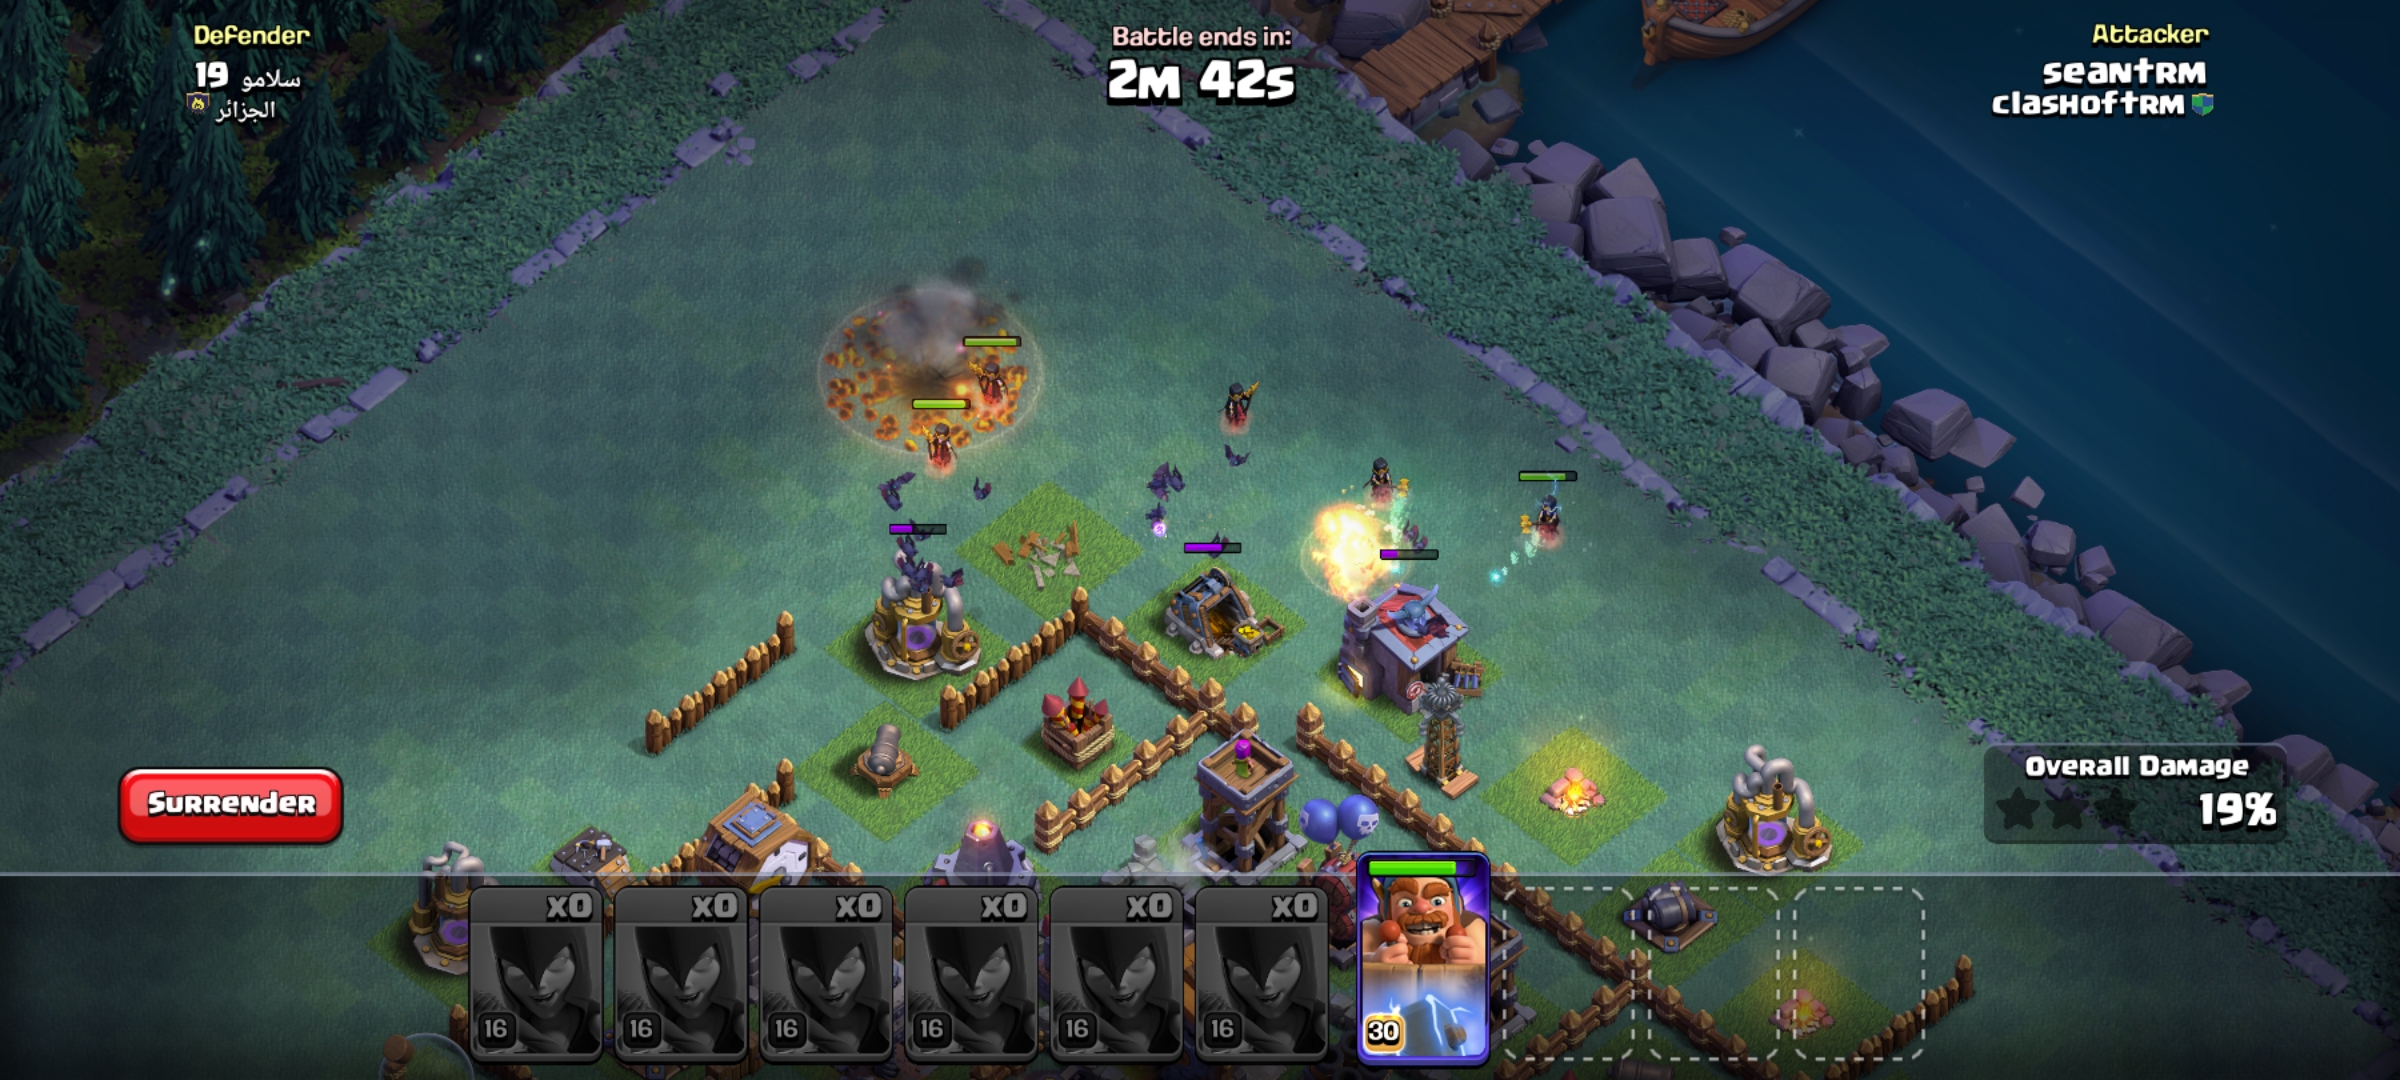 Defender
19 سلامو
الجزائر
Battle ends in:
2M 42S
Attacker
seantrm
clashoftrm
Surrender
Overall Damage
19%
x0 x0 x0 x0 x0 x0
16 16 16 16 16 16 30